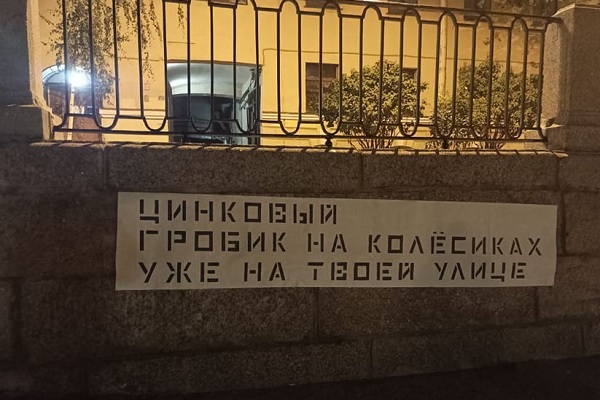 ЦИНКОВЫЙ
ГРОБИК НА КОЛЁСИКАХ
УЖЕ НА ТВОЕЙ УЛИЦЕ